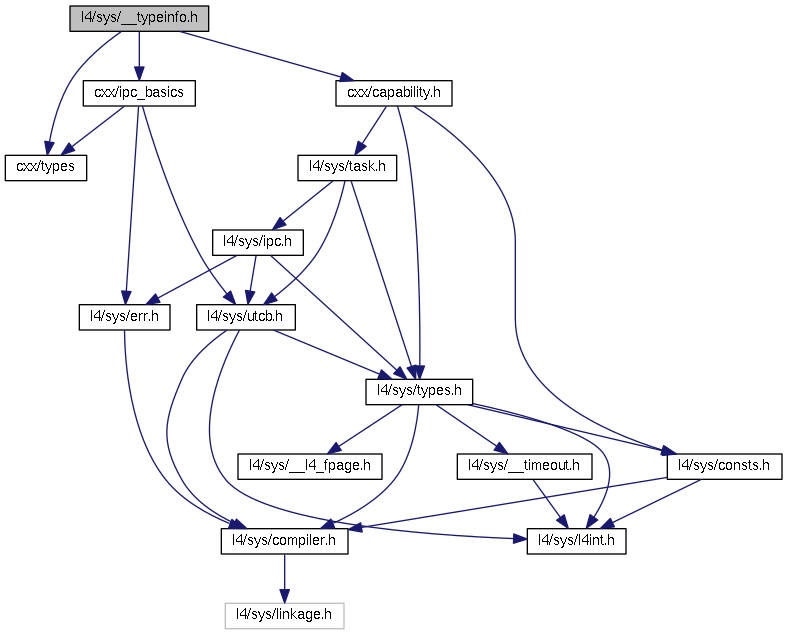 l4/sys/__typeinfo.h
cxx/ipc_basics
cxx/capability.h
cxx/types
l4/sys/task.h
l4/sys/ipc.h
l4/sys/err.h
l4/sys/utcb.h
l4/sys/types.h
l4/sys/__l4_fpage.h
l4/sys/__timeout.h
l4/sys/consts.h
l4/sys/compiler.h
l4/sys/l4int.h
l4/sys/linkage.h